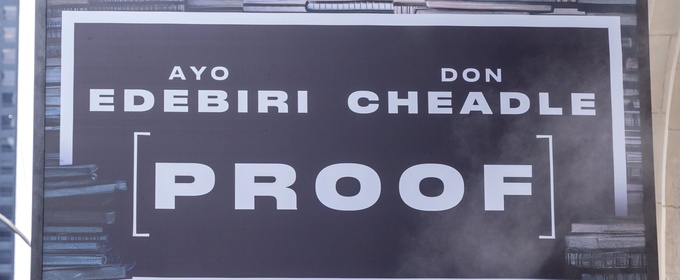 AYO DON
EDEBIRI CHEADLE
[PROOF]